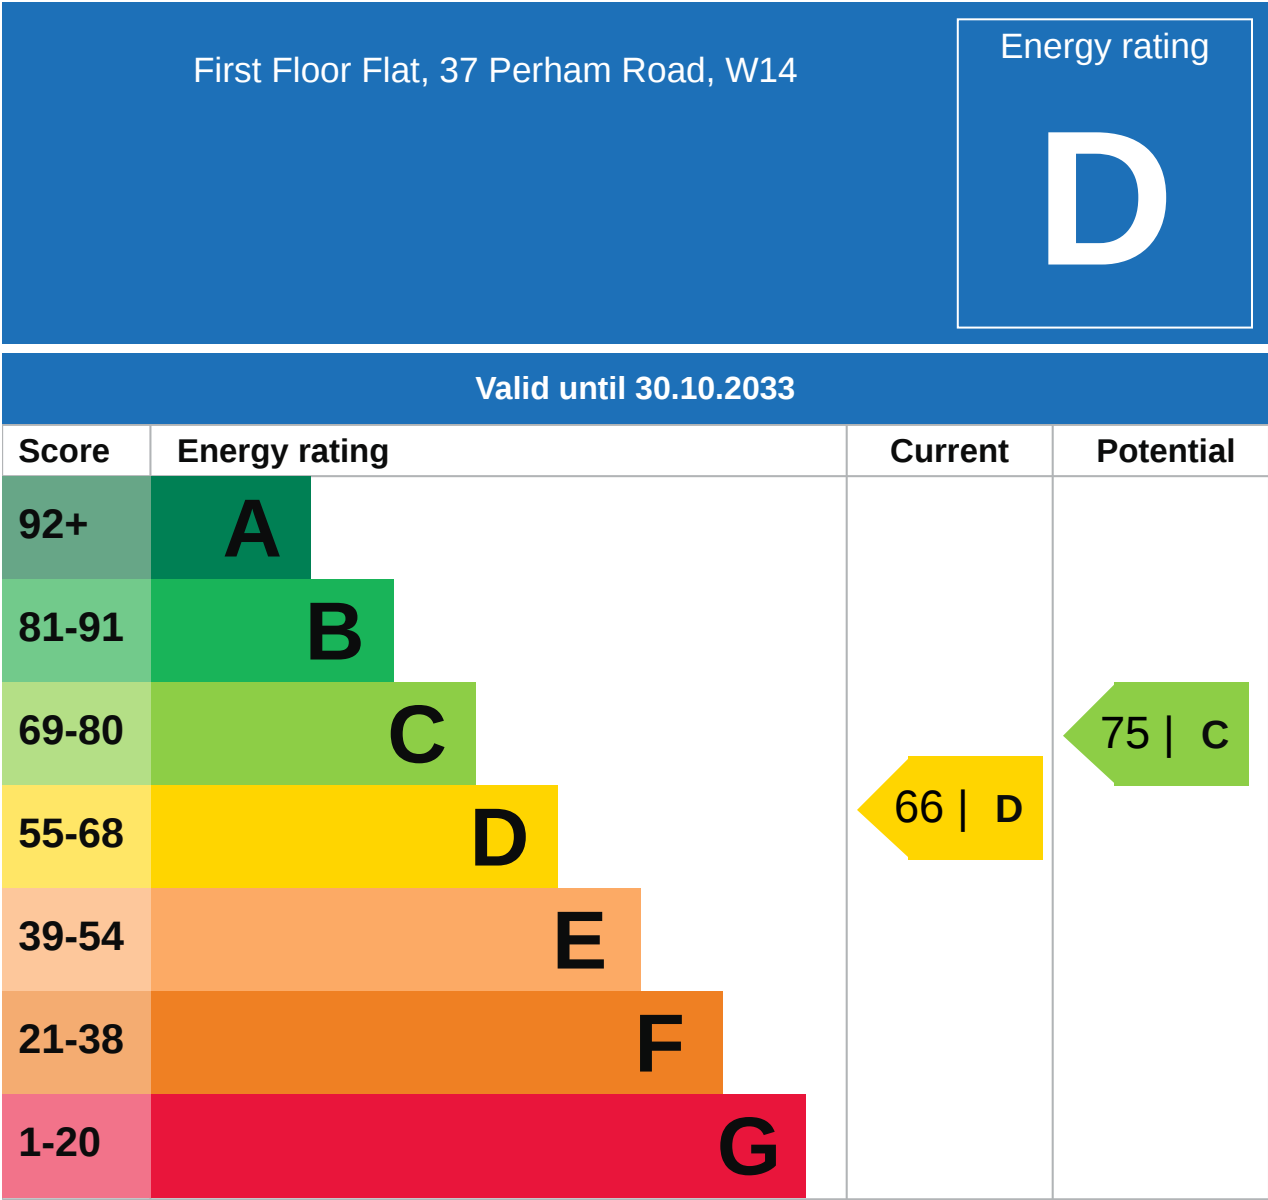 First Floor Flat, 37 Perham Road, W14
Energy rating
D
Valid until 30.10.2033
Score Energy rating Current Potential
92+ A
81-91 B
69-80 C 75 | C
55-68 D 66 | D
39-54 E
21-38 F
1-20 G